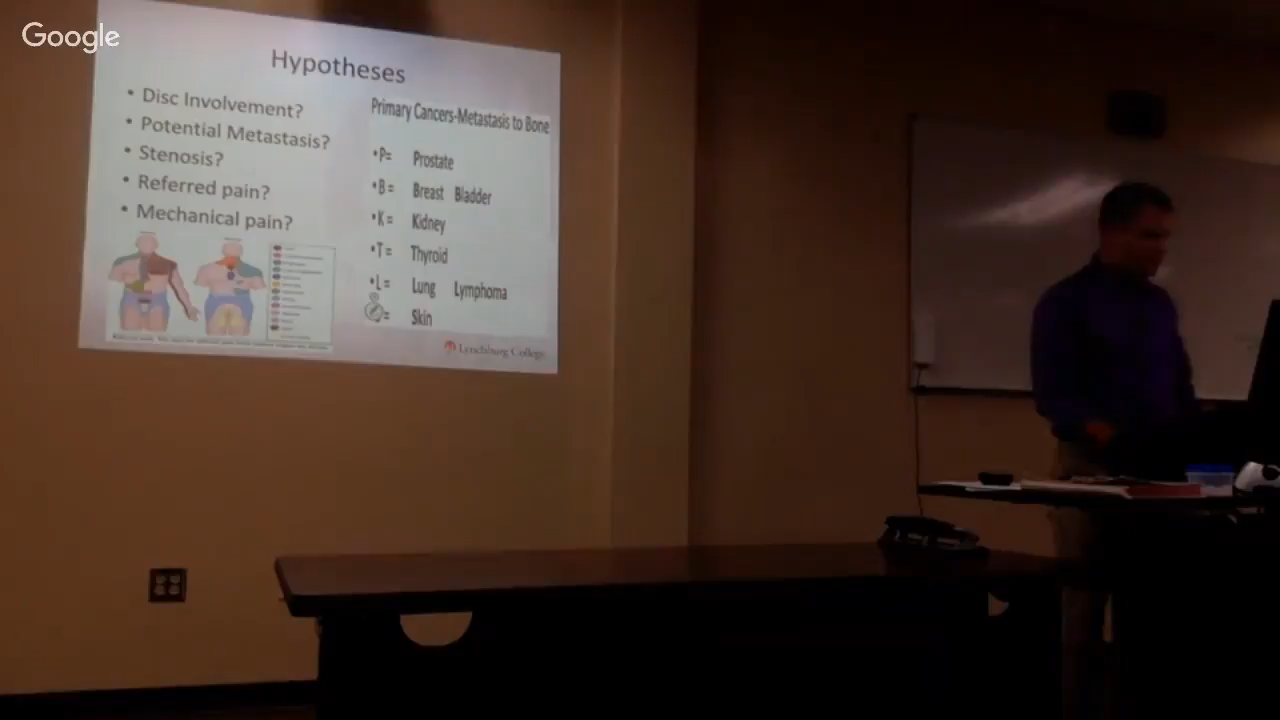 Google
Hypotheses
• Disc Involvement?
• Potential Metastasis?
• Stenosis?
• Referred pain?
• Mechanical pain?
Primary Cancers-Metastasis to Bone
•P= Prostate
•B= Breast Bladder
•K= Kidney
•T= Thyroid
•L= Lung Lymphoma
= Skin
Lynchburg College